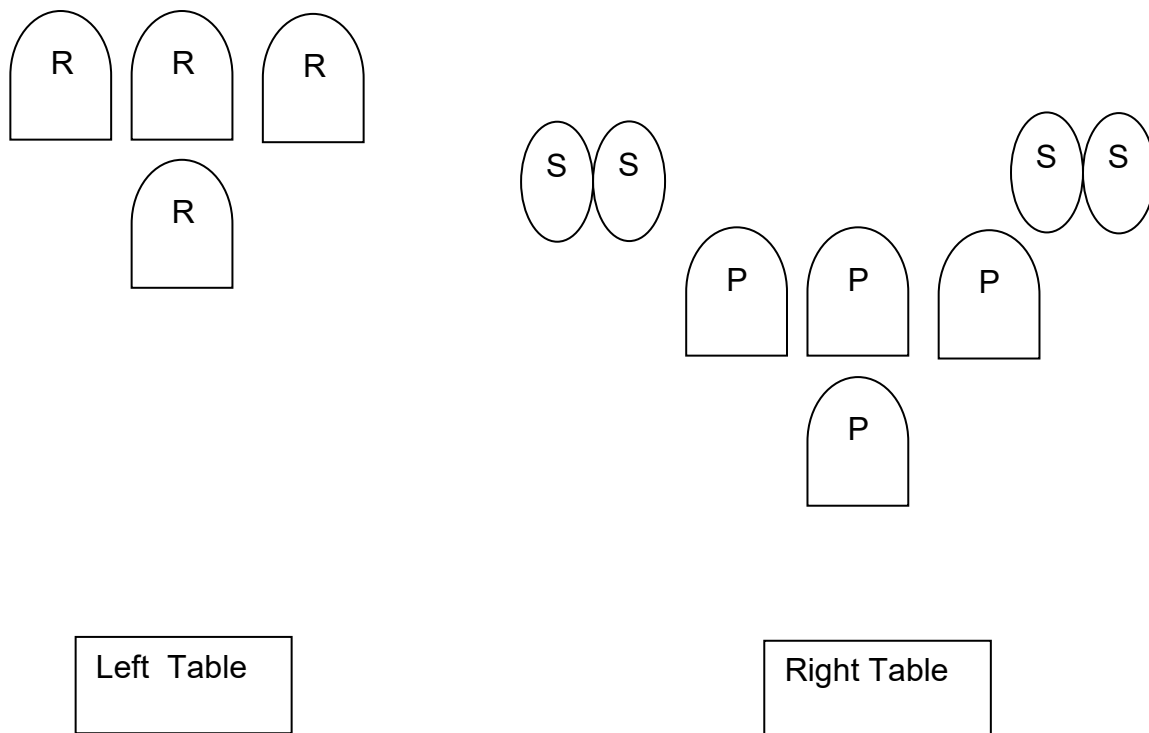 R R R
S S S S
R
P P P
P
Left Table Right Table